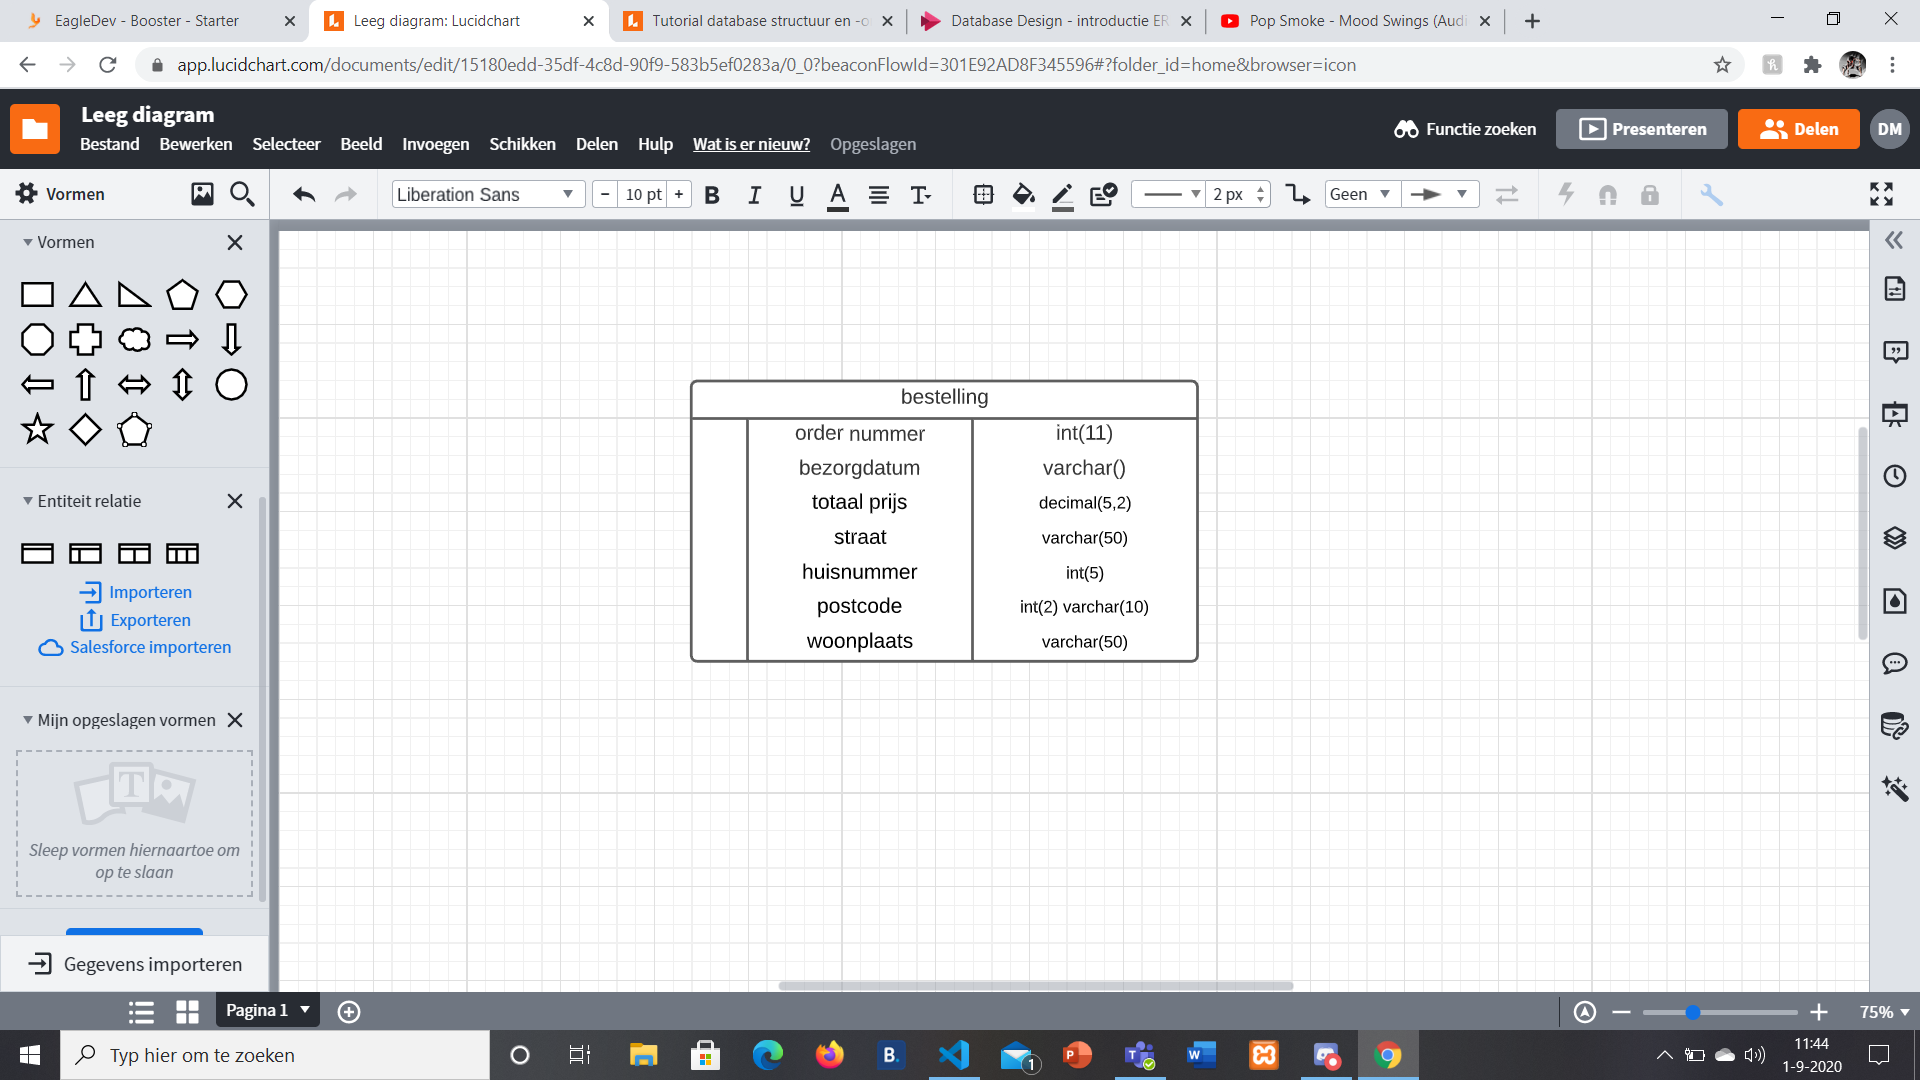 EagleDev - Booster - Starter
Leeg diagram: Lucidchart
Tutorial database structuur en -o
Database Design - introductie ER
Pop Smoke - Mood Swings (Audi
app.lucidchart.com/documents/edit/15180edd-35df-4c8d-90f9-583b5ef0283a/0_0?beaconFlowId=301E92AD8F345596#?folder_id=home&browser=icon
Leeg diagram
Bestand Bewerken Selecteer Beeld Invoegen Schikken Delen Hulp Wat is er nieuw? Opgeslagen
Functie zoeken
Presenteren
Delen
DM
Vormen
Liberation Sans
- 10 pt +
B I U A T
2 px
Geen
Vormen
Entiteit relatie
Importeren
Exporteren
Salesforce importeren
Mijn opgeslagen vormen
T
Sleep vormen hiernaartoe om
op te slaan
Gegevens importeren
bestelling
order nummer int(11)
bezorgdatum varchar()
totaal prijs decimal(5,2)
straat varchar(50)
huisnummer int(5)
postcode int(2) varchar(10)
woonplaats varchar(50)
Pagina 1
75%
Typ hier om te zoeken
B.
1
11:44
1-9-2020